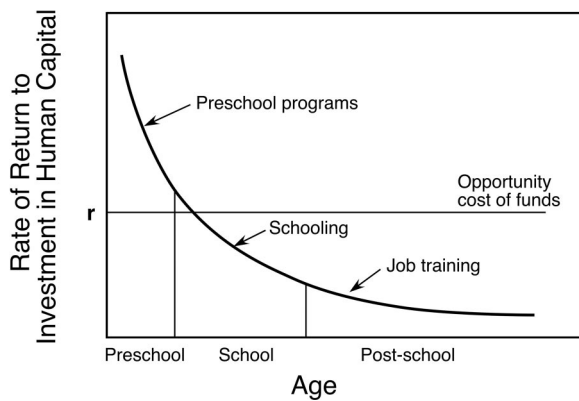 Rate of Return to
Investment in Human Capital
Preschool programs
Opportunity
cost of funds
r
Schooling
Job training
Preschool
School
Post-school
Age